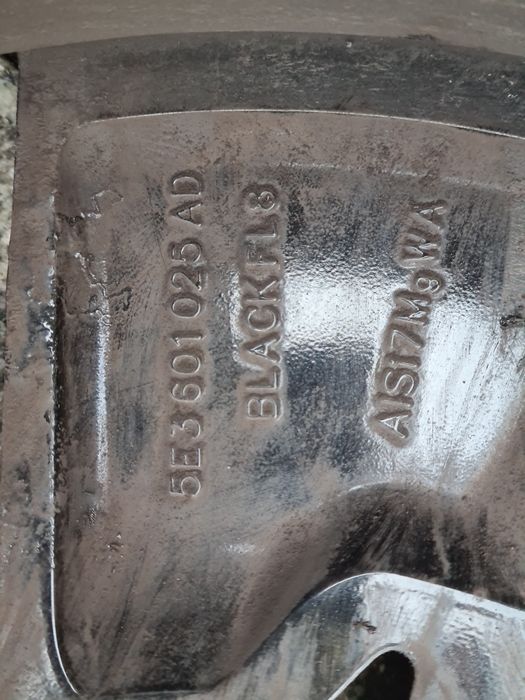 5E3 601 025 AD
BLACK FL 8
AlSi7Mg WA